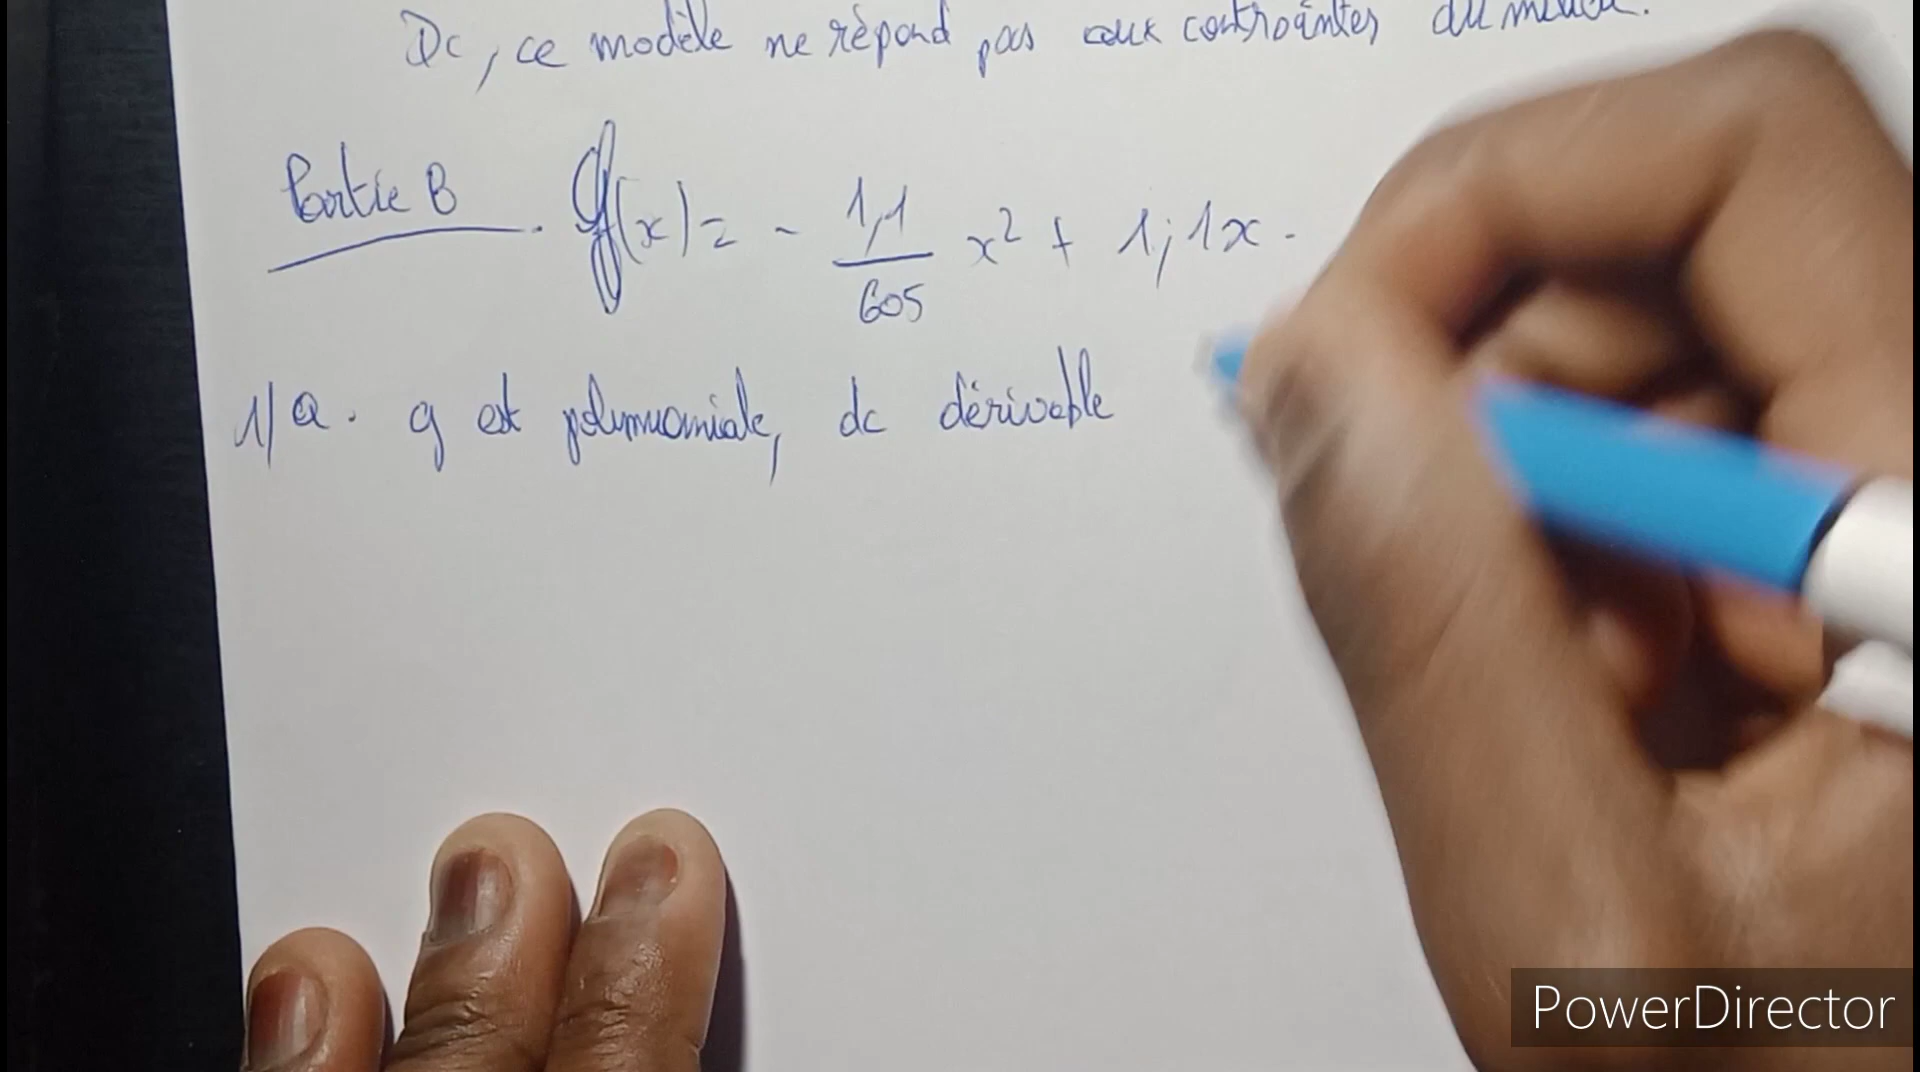 Dc, ce modèle ne répond pas aux contraintes du milieu.
Partie B. g(x) = - 1,1/605 x² + 1,1x.
1/a. g est polynomiale, dc dérivable
PowerDirector